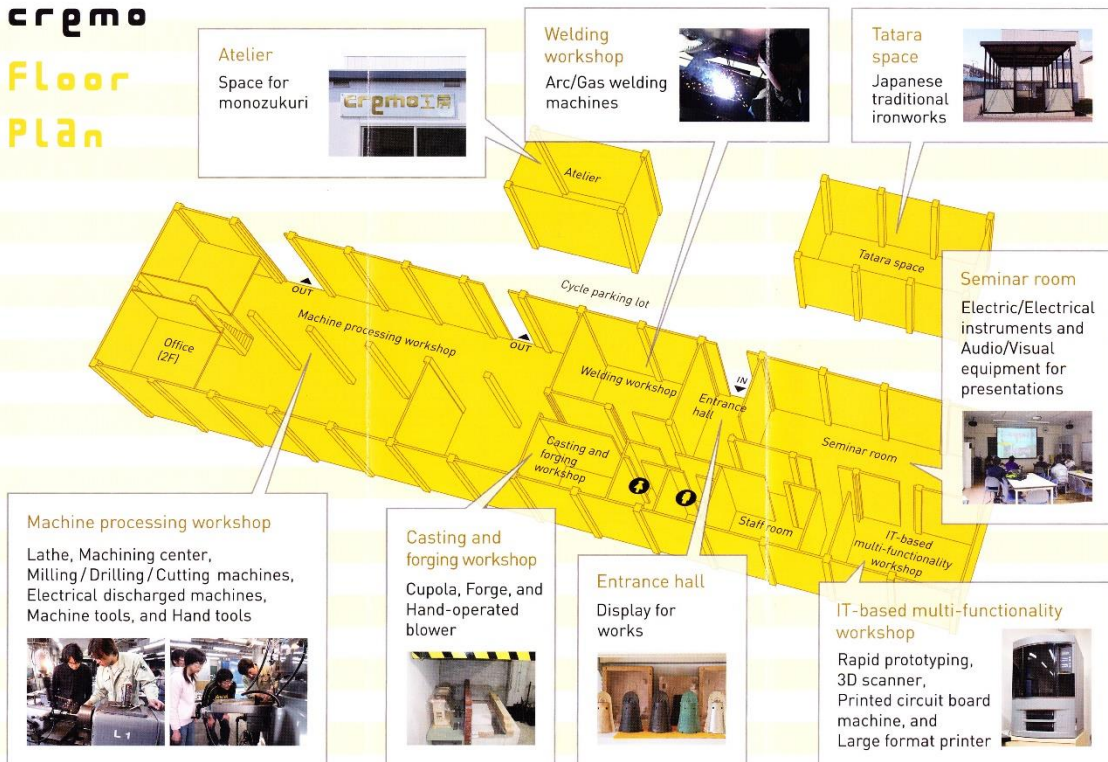 cremo
Floor
Plan
Atelier
Space for
monozukuri
cremo工房
Welding
workshop
Arc/Gas welding
machines
Tatara
space
Japanese
traditional
ironworks
Atelier
Tatara space
Cycle parking lot
OUT
OUT
IN
Machine processing workshop
Office
(2F)
Welding workshop
Entrance
hall
Casting and
forging
workshop
Seminar room
Staff room
IT-based
multi-functionality
workshop
Seminar room
Electric/Electrical
instruments and
Audio/Visual
equipment for
presentations
Machine processing workshop
Lathe, Machining center,
Milling/Drilling/Cutting machines,
Electrical discharged machines,
Machine tools, and Hand tools
L1
Casting and
forging workshop
Cupola, Forge, and
Hand-operated
blower
Entrance hall
Display for
works
IT-based multi-functionality
workshop
Rapid prototyping,
3D scanner,
Printed circuit board
machine, and
Large format printer